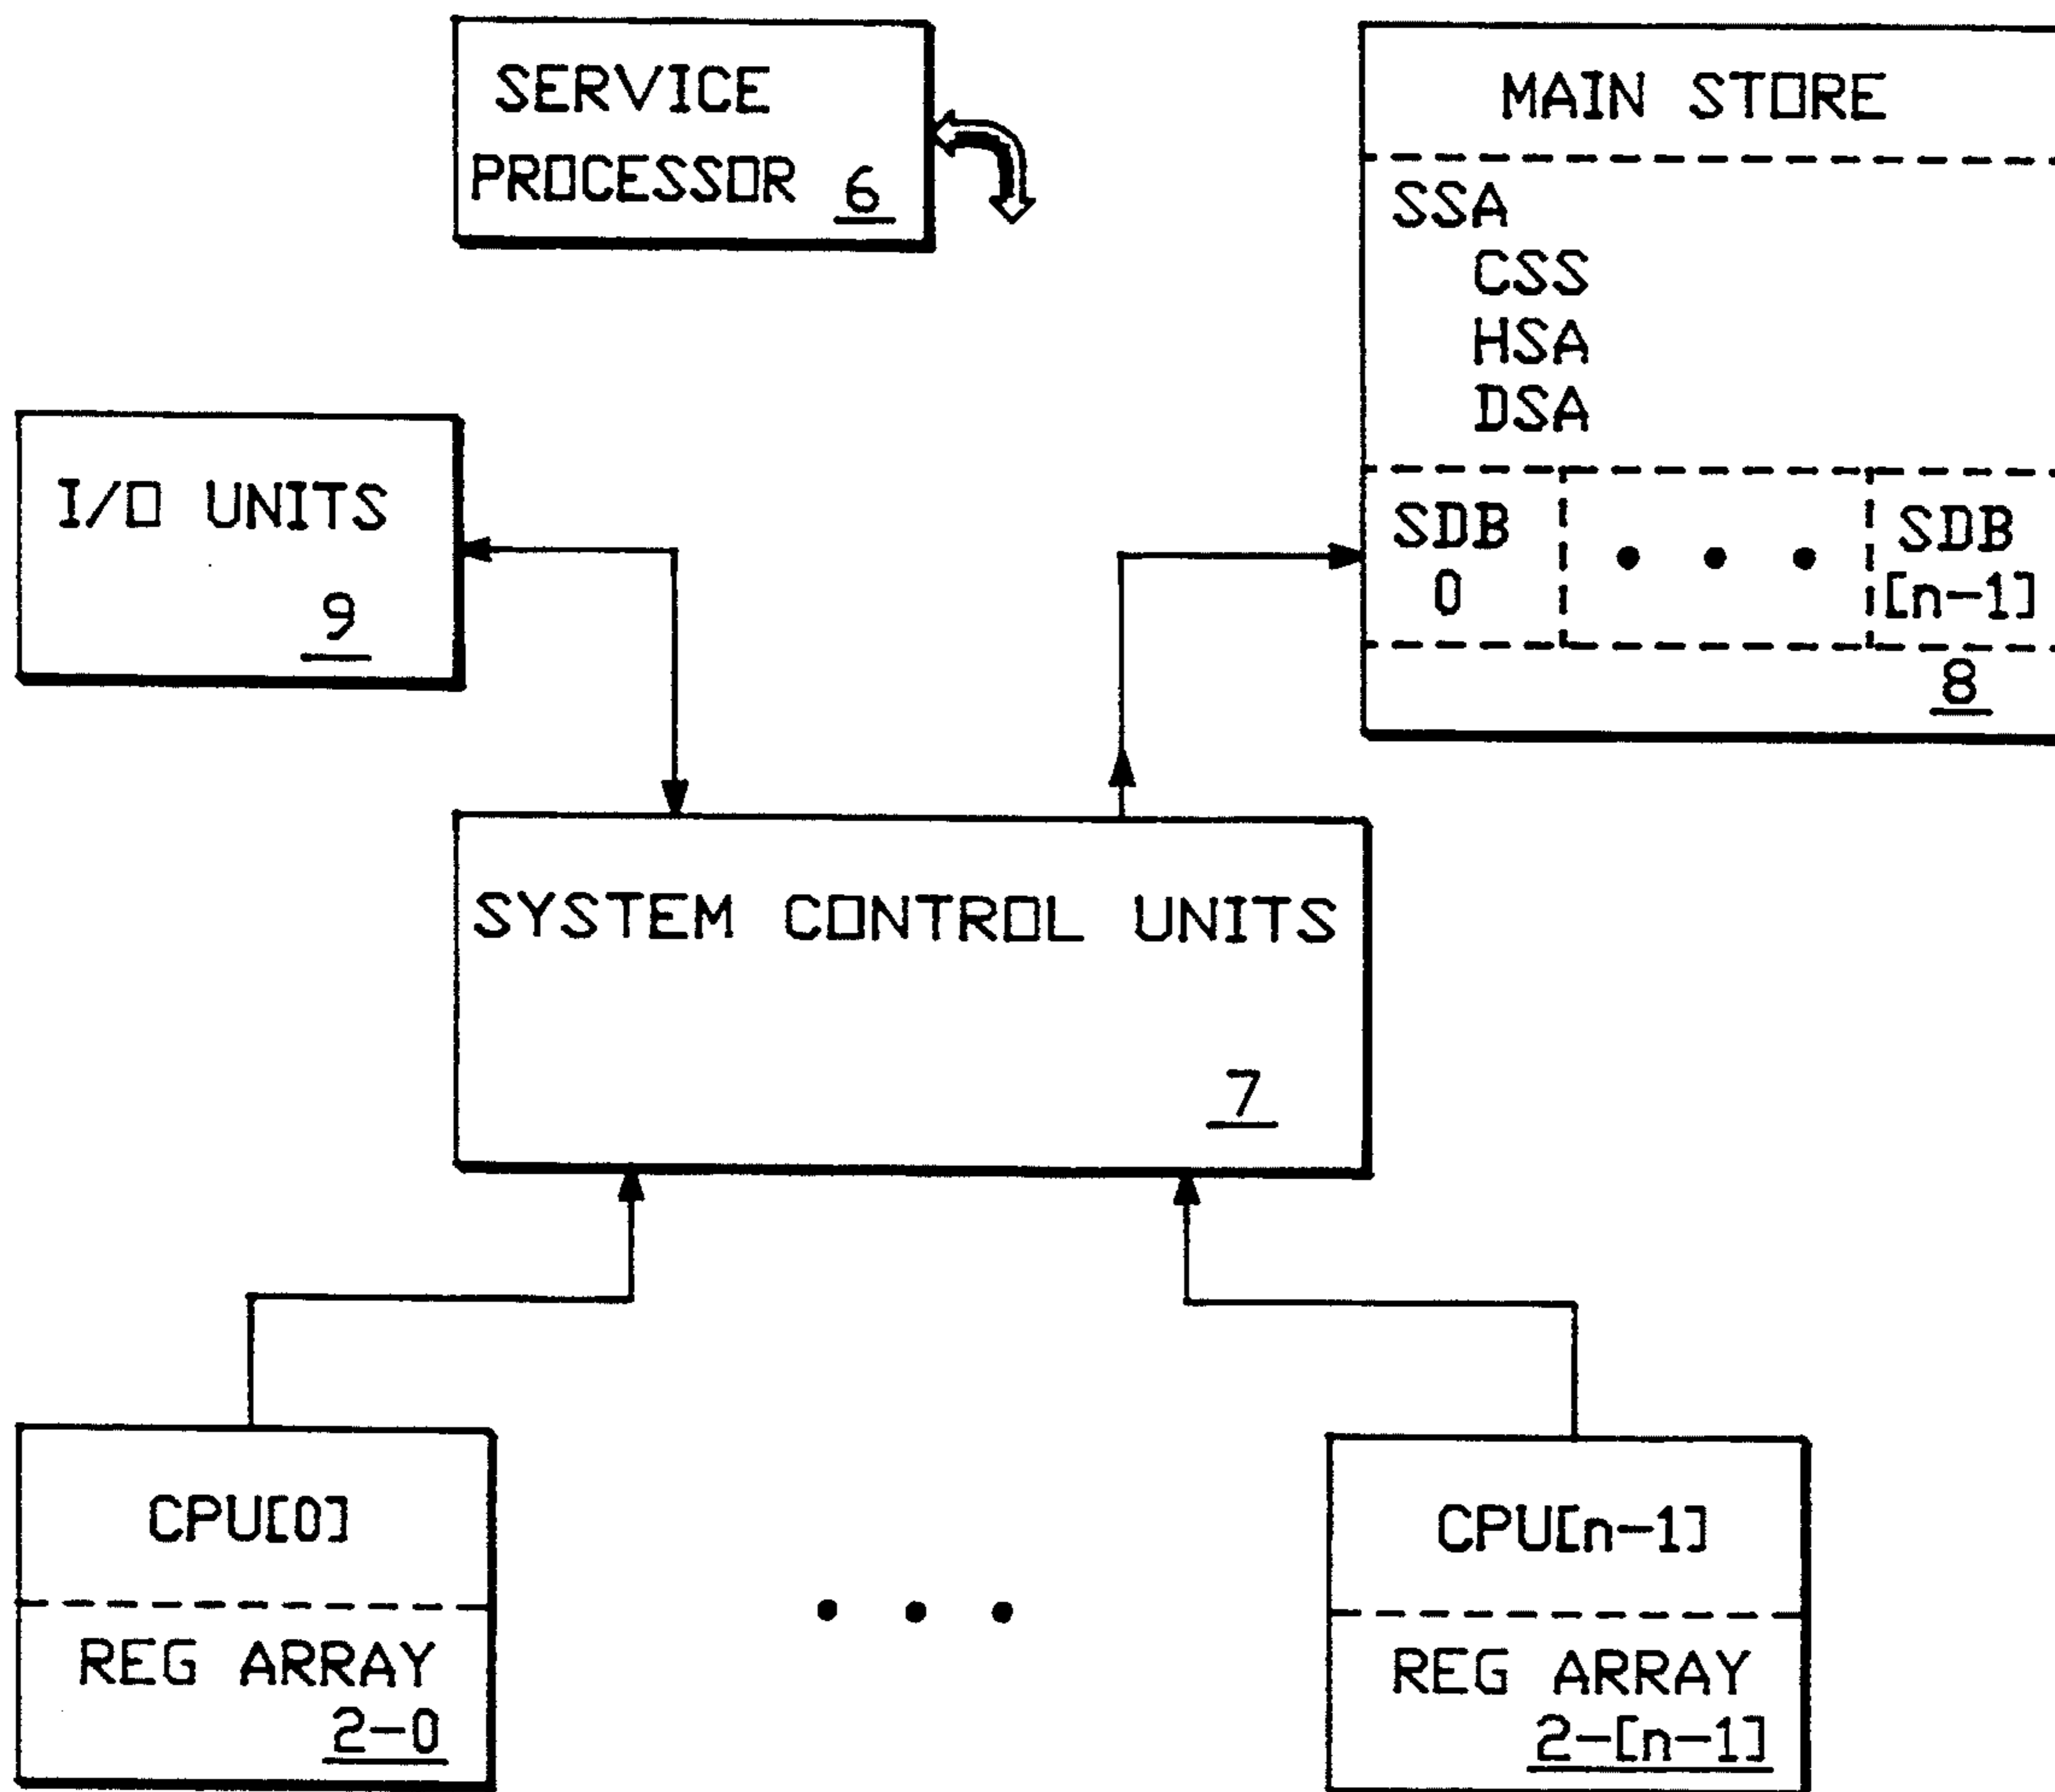 SERVICE
PROCESSOR 6
MAIN STORE
SSA
CSS
HSA
DSA
SDB
0
• • •
SDB
[n-1]
8
I/O UNITS
9
SYSTEM CONTROL UNITS
7
CPU[0]
REG ARRAY
2-0
• • •
CPU[n-1]
REG ARRAY
2-[n-1]